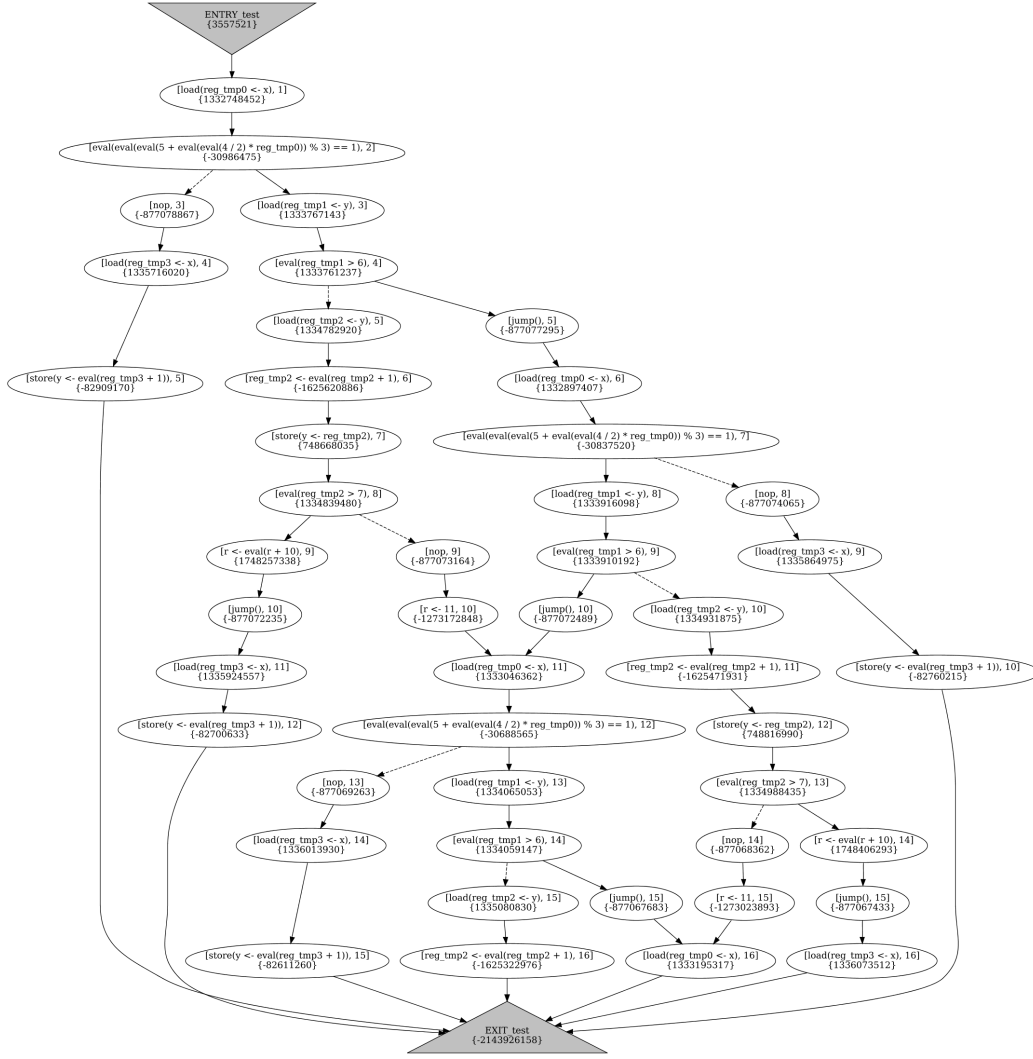 ENTRY_test
{3557521}
[load(reg_tmp0 <- x), 1]
{1332748452}
[eval(eval(eval(5 + eval(eval(4 / 2) * reg_tmp0)) % 3) == 1), 2]
{-30986475}
[nop, 3]
{-877078867}
[load(reg_tmp1 <- y), 3]
{1333767143}
[load(reg_tmp3 <- x), 4]
{1335716020}
[eval(reg_tmp1 > 6), 4]
{1333761237}
[load(reg_tmp2 <- y), 5]
{1334782920}
[jump(), 5]
{-877077295}
[store(y <- eval(reg_tmp3 + 1)), 5]
{-82909170}
[reg_tmp2 <- eval(reg_tmp2 + 1), 6]
{-1625620886}
[load(reg_tmp0 <- x), 6]
{1332897407}
[store(y <- reg_tmp2), 7]
{748668035}
[eval(eval(eval(5 + eval(eval(4 / 2) * reg_tmp0)) % 3) == 1), 7]
{-30837520}
[eval(reg_tmp2 > 7), 8]
{1334839480}
[load(reg_tmp1 <- y), 8]
{1333916098}
[nop, 8]
{-877074065}
[r <- eval(r + 10), 9]
{1748257338}
[nop, 9]
{-877073164}
[eval(reg_tmp1 > 6), 9]
{1333910192}
[load(reg_tmp3 <- x), 9]
{1335864975}
[jump(), 10]
{-877072235}
[r <- 11, 10]
{-1273172848}
[jump(), 10]
{-877072489}
[load(reg_tmp2 <- y), 10]
{1334931875}
[load(reg_tmp3 <- x), 11]
{1335924557}
[load(reg_tmp0 <- x), 11]
{1333046362}
[reg_tmp2 <- eval(reg_tmp2 + 1), 11]
{-1625471931}
[store(y <- eval(reg_tmp3 + 1)), 10]
{-82760215}
[store(y <- eval(reg_tmp3 + 1)), 12]
{-82700633}
[eval(eval(eval(5 + eval(eval(4 / 2) * reg_tmp0)) % 3) == 1), 12]
{-30688565}
[store(y <- reg_tmp2), 12]
{748816990}
[nop, 13]
{-877069263}
[load(reg_tmp1 <- y), 13]
{1334065053}
[eval(reg_tmp2 > 7), 13]
{1334988435}
[load(reg_tmp3 <- x), 14]
{1336013930}
[eval(reg_tmp1 > 6), 14]
{1334059147}
[nop, 14]
{-877068362}
[r <- eval(r + 10), 14]
{1748406293}
[load(reg_tmp2 <- y), 15]
{1335080830}
[jump(), 15]
{-877067683}
[r <- 11, 15]
{-1273023893}
[jump(), 15]
{-877067433}
[store(y <- eval(reg_tmp3 + 1)), 15]
{-82611260}
[reg_tmp2 <- eval(reg_tmp2 + 1), 16]
{-1625322976}
[load(reg_tmp0 <- x), 16]
{1333195317}
[load(reg_tmp3 <- x), 16]
{1336073512}
EXIT_test
{-2143926158}